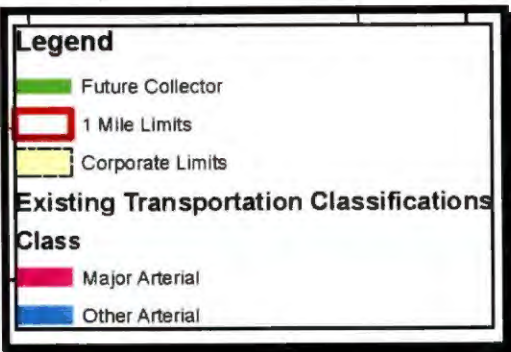 Legend
Future Collector
1 Mile Limits
Corporate Limits
Existing Transportation Classifications
Class
Major Arterial
Other Arterial